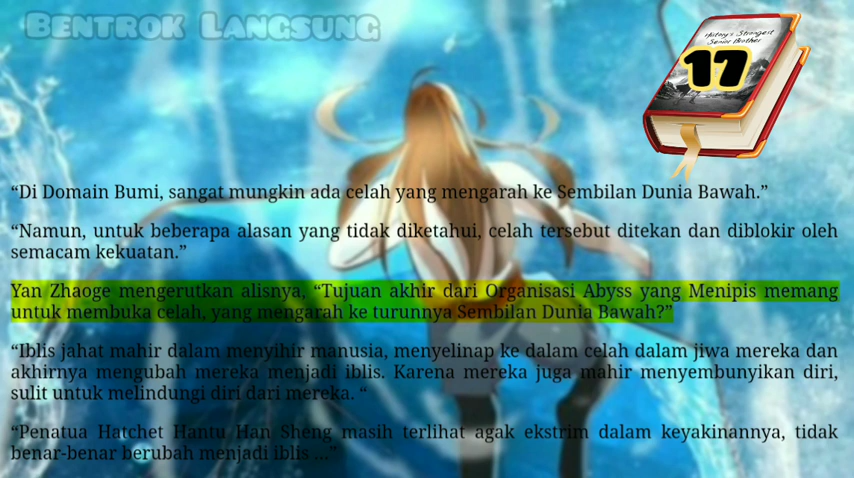 Bentrok Langsung
History's Strongest
Senior Brother
17
“Di Domain Bumi, sangat mungkin ada celah yang mengarah ke Sembilan Dunia Bawah.”
“Namun, untuk beberapa alasan yang tidak diketahui, celah tersebut ditekan dan diblokir oleh
semacam kekuatan.”
Yan Zhaoge mengerutkan alisnya, “Tujuan akhir dari Organisasi Abyss yang Menipis memang
untuk membuka celah, yang mengarah ke turunnya Sembilan Dunia Bawah?”
“Iblis jahat mahir dalam menyihir manusia, menyelinap ke dalam celah dalam jiwa mereka dan
akhirnya mengubah mereka menjadi iblis. Karena mereka juga mahir menyembunyikan diri,
sulit untuk melindungi diri dari mereka. “
“Penatua Hatchet Hantu Han Sheng masih terlihat agak ekstrim dalam keyakinannya, tidak
benar-benar berubah menjadi iblis ...”